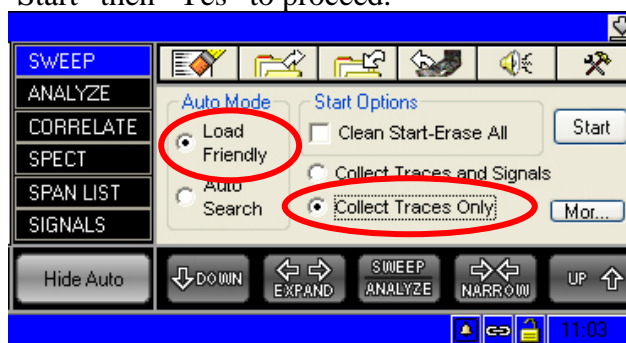 "Start" then "Yes" to proceed.
SWEEP
ANALYZE
CORRELATE
SPECT
SPAN LIST
SIGNALS
Hide Auto
Auto Mode
Load Friendly
Auto Search
Start Options
Clean Start-Erase All
Collect Traces and Signals
Collect Traces Only
Start
Mor...
DOWN
EXPAND
SWEEP
ANALYZE
NARROW
UP
11:03